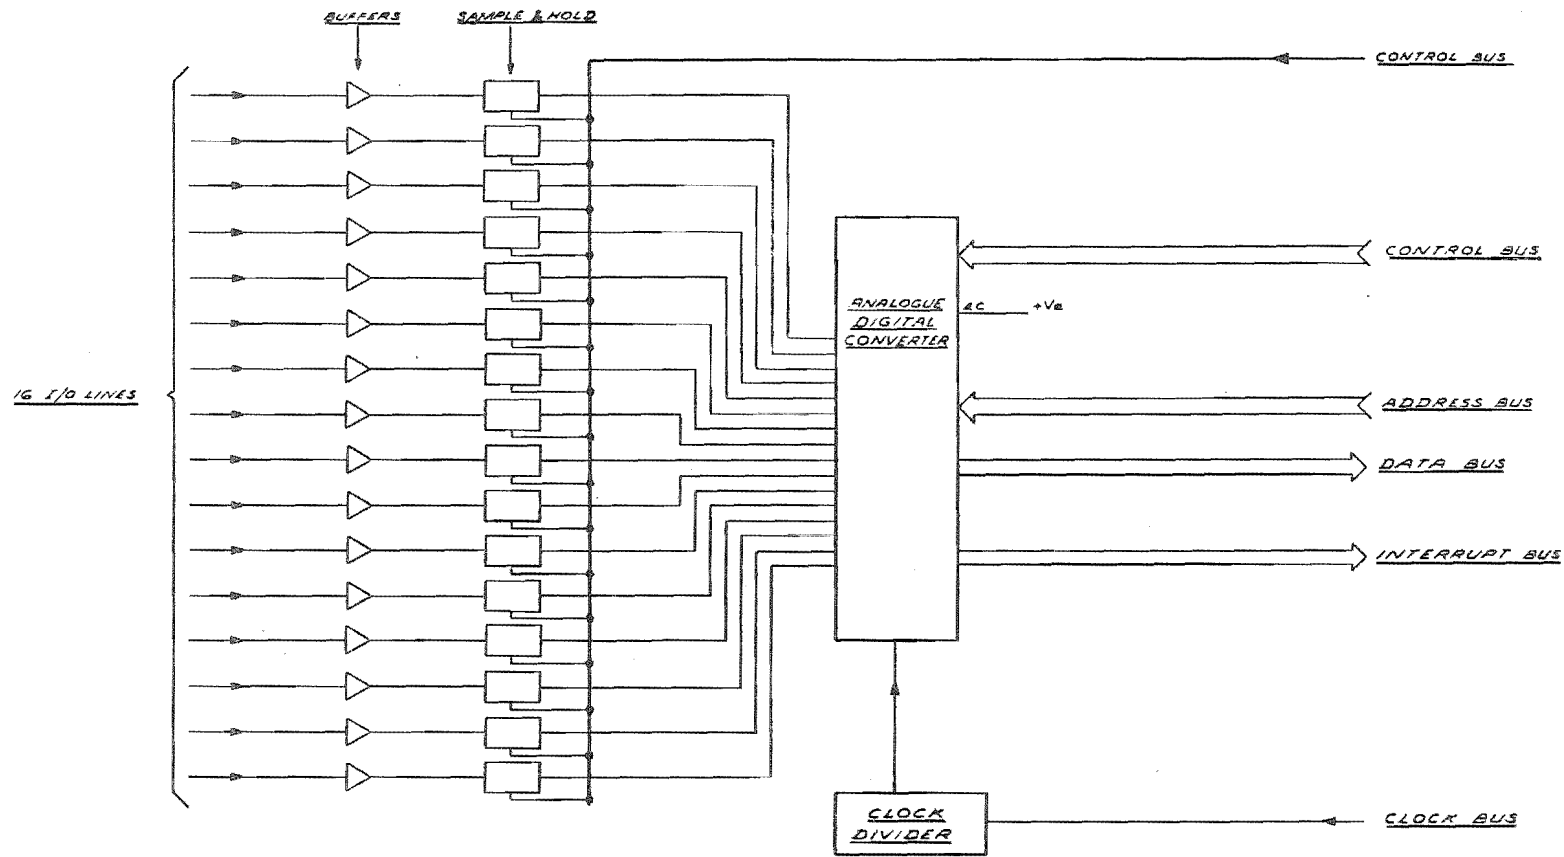 BUFFERS
SAMPLE & HOLD
CONTROL BUS
CONTROL BUS
ANALOGUE
DIGITAL
CONVERTER
+Ve
16 I/O LINES
ADDRESS BUS
DATA BUS
INTERRUPT BUS
CLOCK
DIVIDER
CLOCK BUS